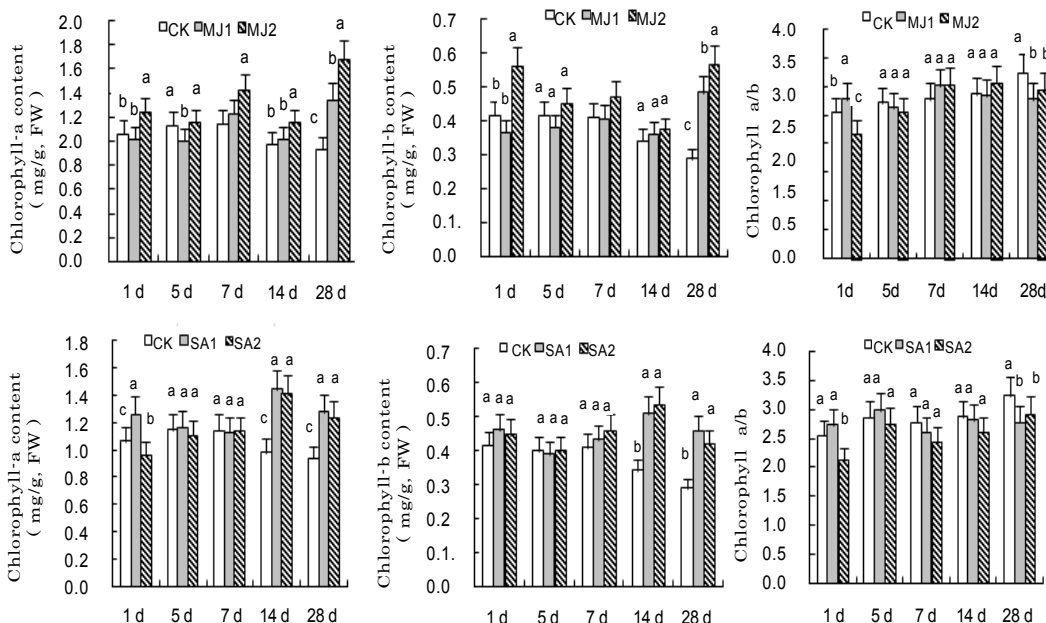 2.0
1.8
1.6
1.4
1.2
1.0
0.8
0.6
0.4
0.2
0.0
Chlorophyll-a content
( mg/g, FW )
CK MJ1 MJ2
b b a
a b a
a
b b a
c b a
1 d 5 d 7 d 14 d 28 d
0.7
0.6
0.5
0.4
0.3
0.2
0.1
0.0
Chlorophyll-b content
( mg/g, FW )
CK MJ1 MJ2
b b a
a a
a
a a a
c b a
1 d 5 d 7 d 14 d 28 d
4.0
3.5
3.0
2.5
2.0
1.5
1.0
0.5
0.0
Chlorophyll a/b
CK MJ1 MJ2
b a c
a a a
a a a
a a a
a b b
1d 5d 7d 14d 28d
1.8
1.6
1.4
1.2
1.0
0.8
0.6
0.4
0.2
0.0
Chlorophyll-a content
( mg/g, FW )
CK SA1 SA2
c a b
a a a
a a a
c a a
c a a
1 d 5 d 7 d 14 d 28 d
0.7
0.6
0.5
0.4
0.3
0.2
0.1.
0.0
Chlorophyll-b content
( mg/g, FW )
CK SA1 SA2
a a a
a a a
a a a
b a a
b a a
1 d 5 d 7 d 14 d 28 d
4.0
3.5
3.0
2.5
2.0
1.5
1.0
0.5
0.0
Chlorophyll a/b
CK SA1 SA2
a a b
a a a
a a a
a a a
a b b
1 d 5 d 7 d 14 d 28 d